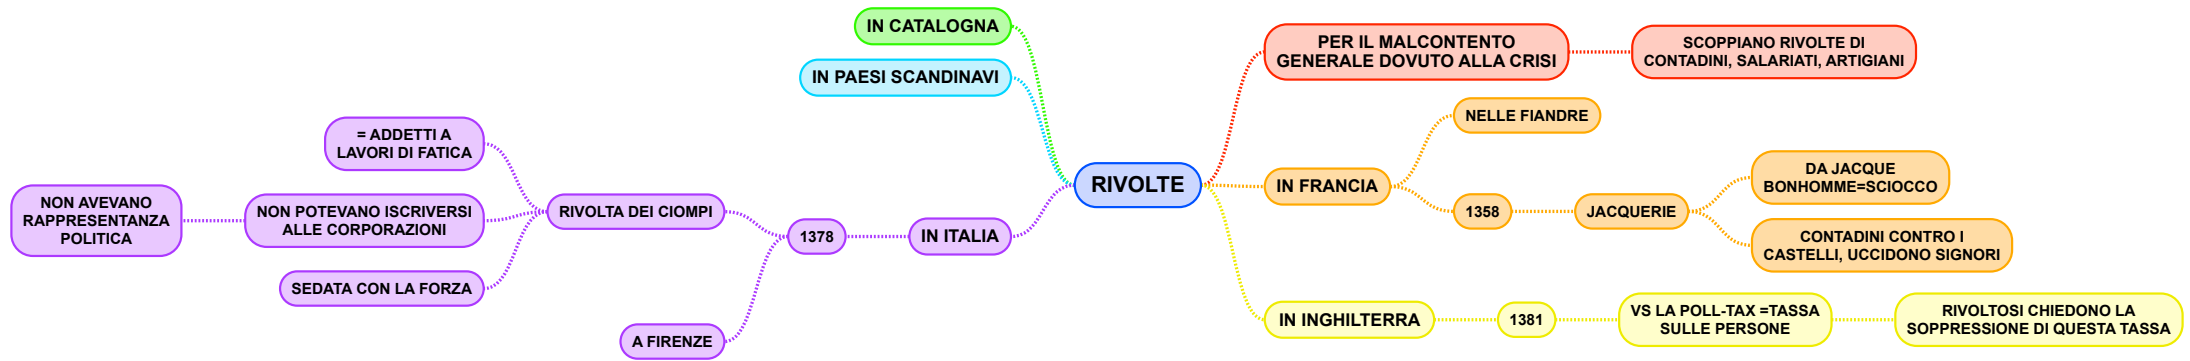 RIVOLTE
PER IL MALCONTENTO
GENERALE DOVUTO ALLA CRISI
SCOPPIANO RIVOLTE DI
CONTADINI, SALARIATI, ARTIGIANI
IN FRANCIA
NELLE FIANDRE
1358
JACQUERIE
DA JACQUE
BONHOMME=SCIOCCO
CONTADINI CONTRO I
CASTELLI, UCCIDONO SIGNORI
IN INGHILTERRA
1381
VS LA POLL-TAX =TASSA
SULLE PERSONE
RIVOLTOSI CHIEDONO LA
SOPPRESSIONE DI QUESTA TASSA
IN CATALOGNA
IN PAESI SCANDINAVI
IN ITALIA
1378
RIVOLTA DEI CIOMPI
= ADDETTI A
LAVORI DI FATICA
NON POTEVANO ISCRIVERSI
ALLE CORPORAZIONI
NON AVEVANO
RAPPRESENTANZA
POLITICA
SEDATA CON LA FORZA
A FIRENZE